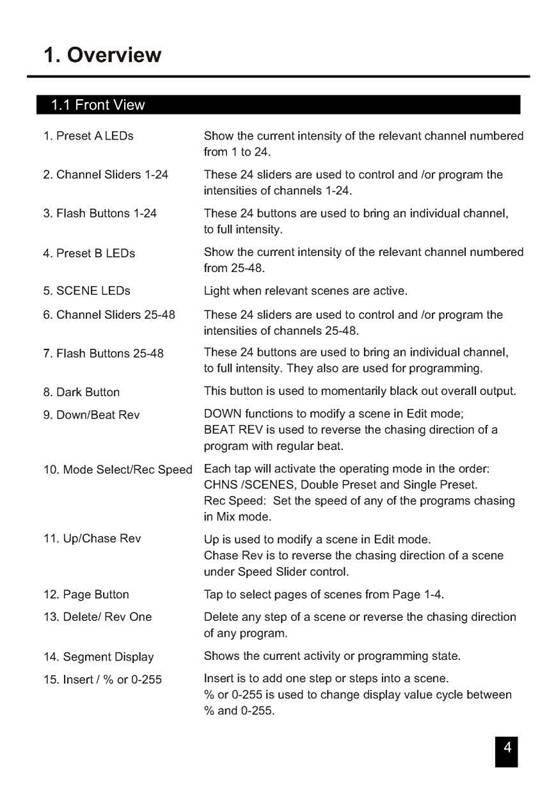 1. Overview
1.1 Front View
1. Preset A LEDs
Show the current intensity of the relevant channel numbered
from 1 to 24.
2. Channel Sliders 1-24
These 24 sliders are used to control and /or program the
intensities of channels 1-24.
3. Flash Buttons 1-24
These 24 buttons are used to bring an individual channel,
to full intensity.
4. Preset B LEDs
Show the current intensity of the relevant channel numbered
from 25-48.
5. SCENE LEDs
Light when relevant scenes are active.
6. Channel Sliders 25-48
These 24 sliders are used to control and /or program the
intensities of channels 25-48.
7. Flash Buttons 25-48
These 24 buttons are used to bring an individual channel,
to full intensity. They also are used for programming.
8. Dark Button
This button is used to momentarily black out overall output.
9. Down/Beat Rev
DOWN functions to modify a scene in Edit mode;
BEAT REV is used to reverse the chasing direction of a
program with regular beat.
10. Mode Select/Rec Speed
Each tap will activate the operating mode in the order:
CHNS /SCENES, Double Preset and Single Preset.
Rec Speed: Set the speed of any of the programs chasing
in Mix mode.
11. Up/Chase Rev
Up is used to modify a scene in Edit mode.
Chase Rev is to reverse the chasing direction of a scene
under Speed Slider control.
12. Page Button
Tap to select pages of scenes from Page 1-4.
13. Delete/ Rev One
Delete any step of a scene or reverse the chasing direction
of any program.
14. Segment Display
Shows the current activity or programming state.
15. Insert / % or 0-255
Insert is to add one step or steps into a scene.
% or 0-255 is used to change display value cycle between
% and 0-255.
4